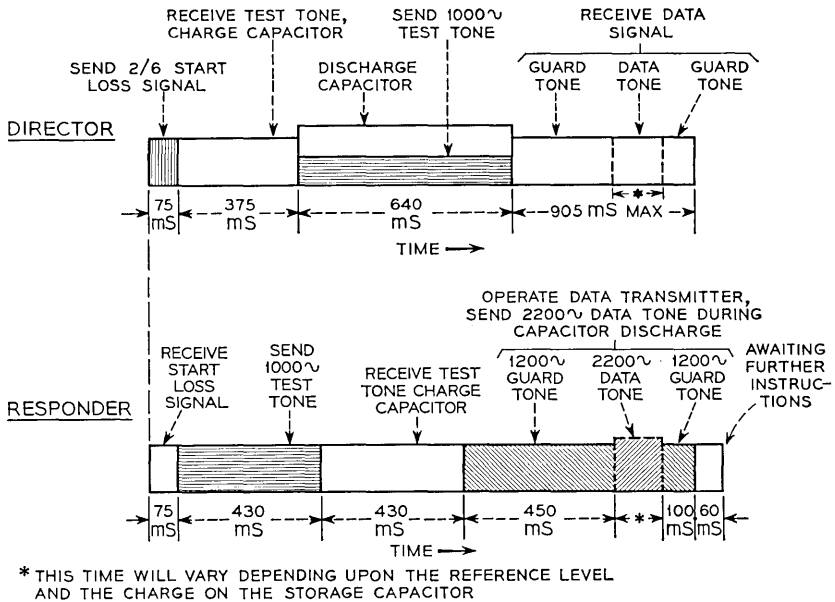 RECEIVE TEST TONE,
CHARGE CAPACITOR
SEND 1000~
TEST TONE
RECEIVE DATA
SIGNAL
SEND 2/6 START
LOSS SIGNAL
DISCHARGE
CAPACITOR
GUARD
TONE
DATA
TONE
GUARD
TONE
DIRECTOR
75
mS
375
mS
640
mS
*
905 mS MAX
TIME
OPERATE DATA TRANSMITTER,
SEND 2200~ DATA TONE DURING
CAPACITOR DISCHARGE
RECEIVE
START
LOSS
SIGNAL
SEND
1000~
TEST
TONE
RECEIVE TEST
TONE CHARGE
CAPACITOR
1200~
GUARD
TONE
2200~
DATA
TONE
1200~
GUARD
TONE
AWAITING
FURTHER
INSTRUC-
TIONS
RESPONDER
75
mS
430
mS
430
mS
450
mS
*
100
mS
60
mS
TIME
* THIS TIME WILL VARY DEPENDING UPON THE REFERENCE LEVEL
AND THE CHARGE ON THE STORAGE CAPACITOR